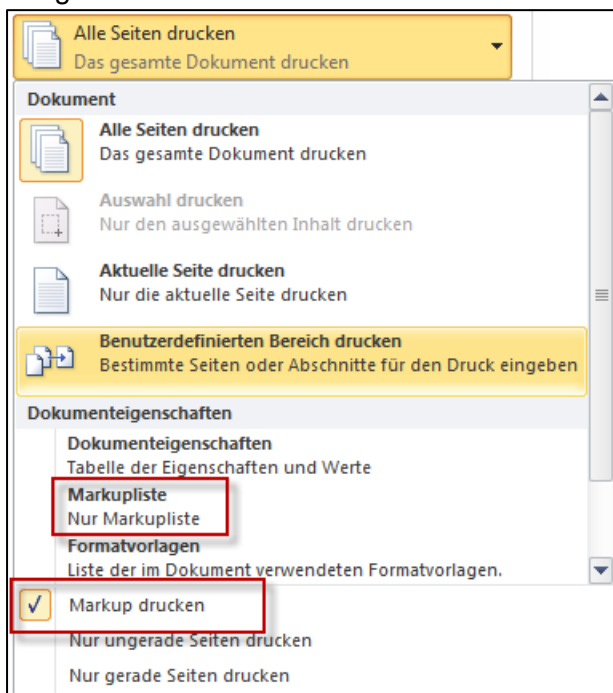 Alle Seiten drucken
Das gesamte Dokument drucken
Dokument
Alle Seiten drucken
Das gesamte Dokument drucken
Auswahl drucken
Nur den ausgewählten Inhalt drucken
Aktuelle Seite drucken
Nur die aktuelle Seite drucken
Benutzerdefinierten Bereich drucken
Bestimmte Seiten oder Abschnitte für den Druck eingeben
Dokumenteigenschaften
Dokumenteigenschaften
Tabelle der Eigenschaften und Werte
Markupliste
Nur Markupliste
Formatvorlagen
Liste der im Dokument verwendeten Formatvorlagen.
Markup drucken
Nur ungerade Seiten drucken
Nur gerade Seiten drucken